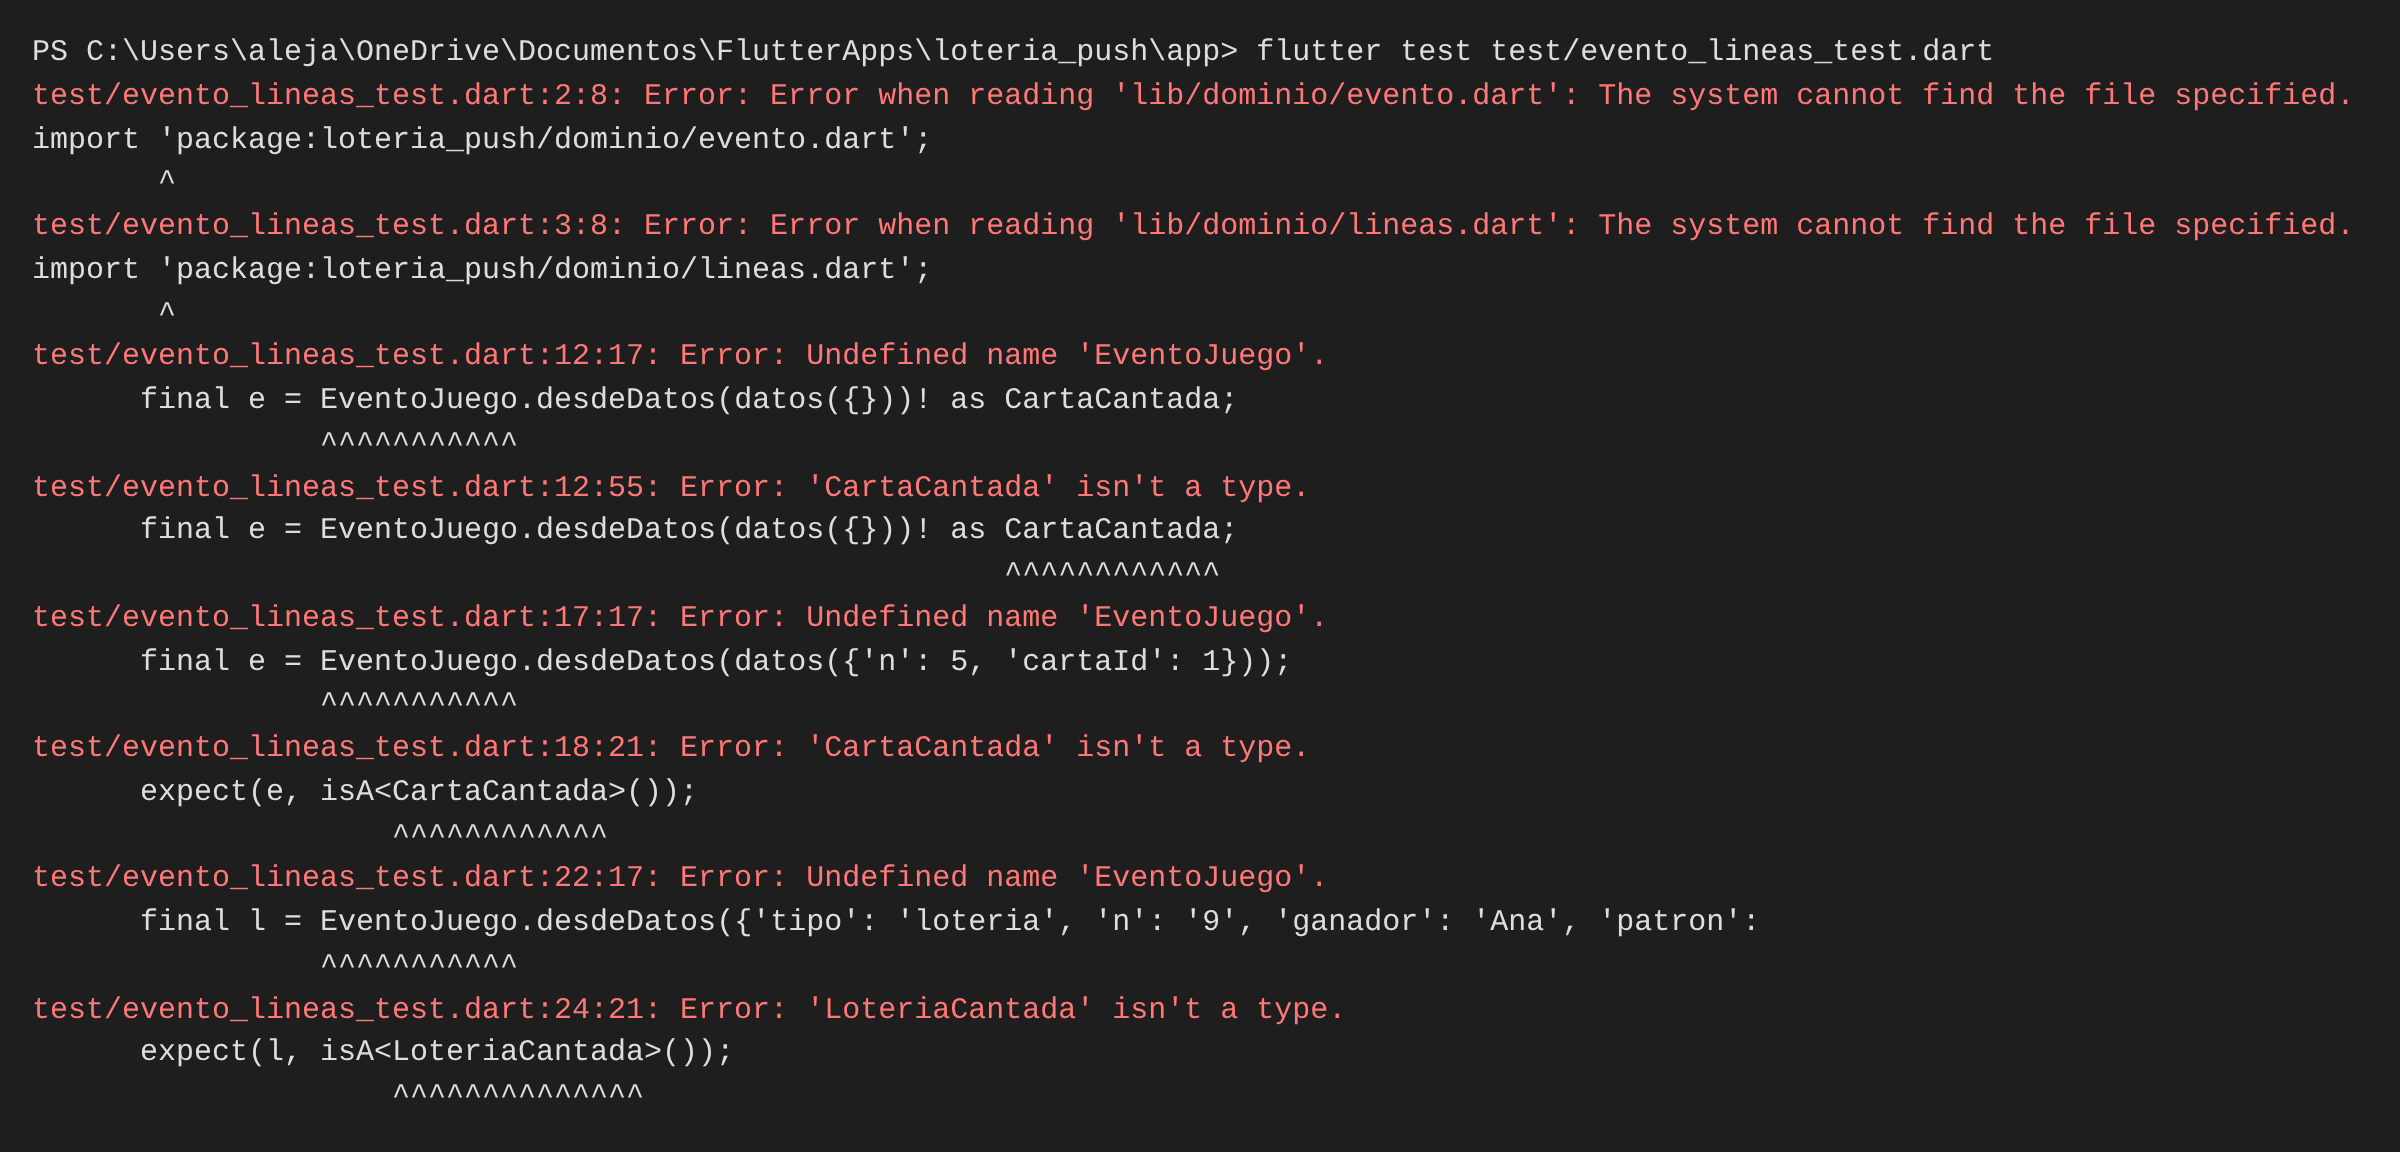 PS C:\Users\aleja\OneDrive\Documentos\FlutterApps\loteria_push\app> flutter test test/evento_lineas_test.dart
test/evento_lineas_test.dart:2:8: Error: Error when reading 'lib/dominio/evento.dart': The system cannot find the file specified.
import 'package:loteria_push/dominio/evento.dart';
       ^
test/evento_lineas_test.dart:3:8: Error: Error when reading 'lib/dominio/lineas.dart': The system cannot find the file specified.
import 'package:loteria_push/dominio/lineas.dart';
       ^
test/evento_lineas_test.dart:12:17: Error: Undefined name 'EventoJuego'.
      final e = EventoJuego.desdeDatos(datos({}))! as CartaCantada;
                ^^^^^^^^^^^
test/evento_lineas_test.dart:12:55: Error: 'CartaCantada' isn't a type.
      final e = EventoJuego.desdeDatos(datos({}))! as CartaCantada;
                                                      ^^^^^^^^^^^^
test/evento_lineas_test.dart:17:17: Error: Undefined name 'EventoJuego'.
      final e = EventoJuego.desdeDatos(datos({'n': 5, 'cartaId': 1}));
                ^^^^^^^^^^^
test/evento_lineas_test.dart:18:21: Error: 'CartaCantada' isn't a type.
      expect(e, isA<CartaCantada>());
                    ^^^^^^^^^^^^
test/evento_lineas_test.dart:22:17: Error: Undefined name 'EventoJuego'.
      final l = EventoJuego.desdeDatos({'tipo': 'loteria', 'n': '9', 'ganador': 'Ana', 'patron':
                ^^^^^^^^^^^
test/evento_lineas_test.dart:24:21: Error: 'LoteriaCantada' isn't a type.
      expect(l, isA<LoteriaCantada>());
                    ^^^^^^^^^^^^^^